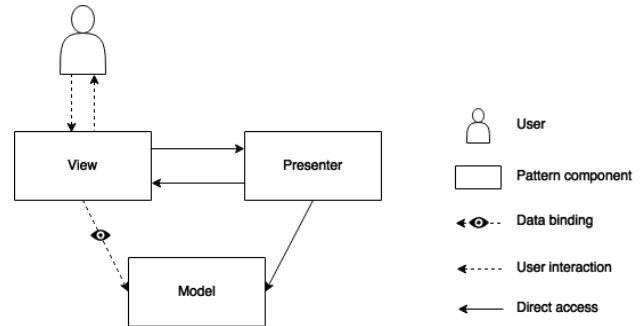 User
View
Presenter
Pattern component
Data binding
User interaction
Model
Direct access